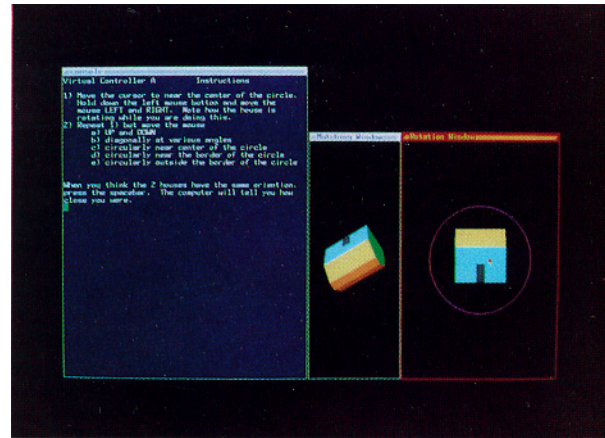 Virtual Controller A Instructions
1) Move the cursor to near the center of the circle.
Hold down the left mouse button and move the
mouse LEFT and RIGHT. Note how the house is
rotating while you are doing this.
2) Repeat 1) but move the mouse
a) UP and DOWN
b) diagonally at various angles
c) circularly near center of the circle
d) circularly near the border of the circle
e) circularly outside the border of the circle
When you think the 2 houses have the same oriention,
press the spacebar. The computer will tell you how
close you were.
Matching Window
Rotation Window